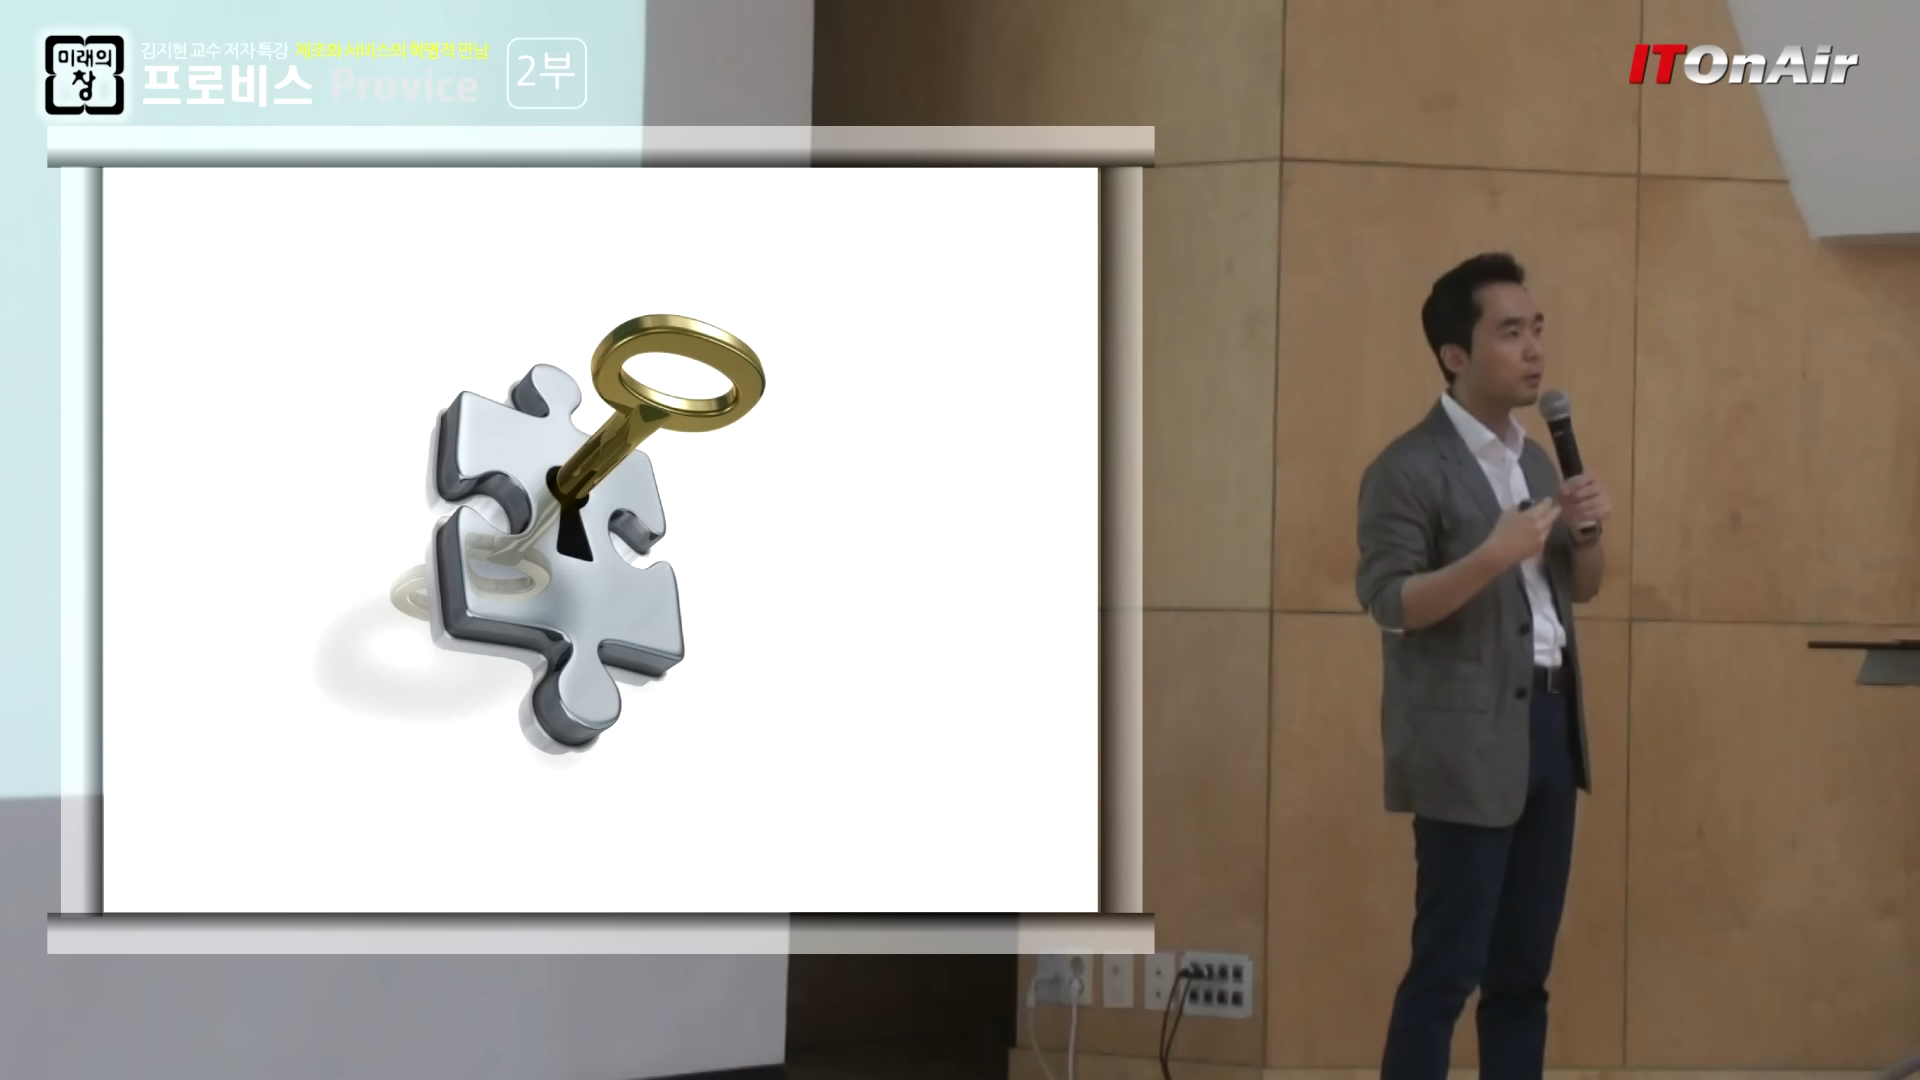 미래의
창
김지현 교수 저자 특강 제조와 서비스의 혁명적 만남
프로비스 Provice
2부
ITOnAir